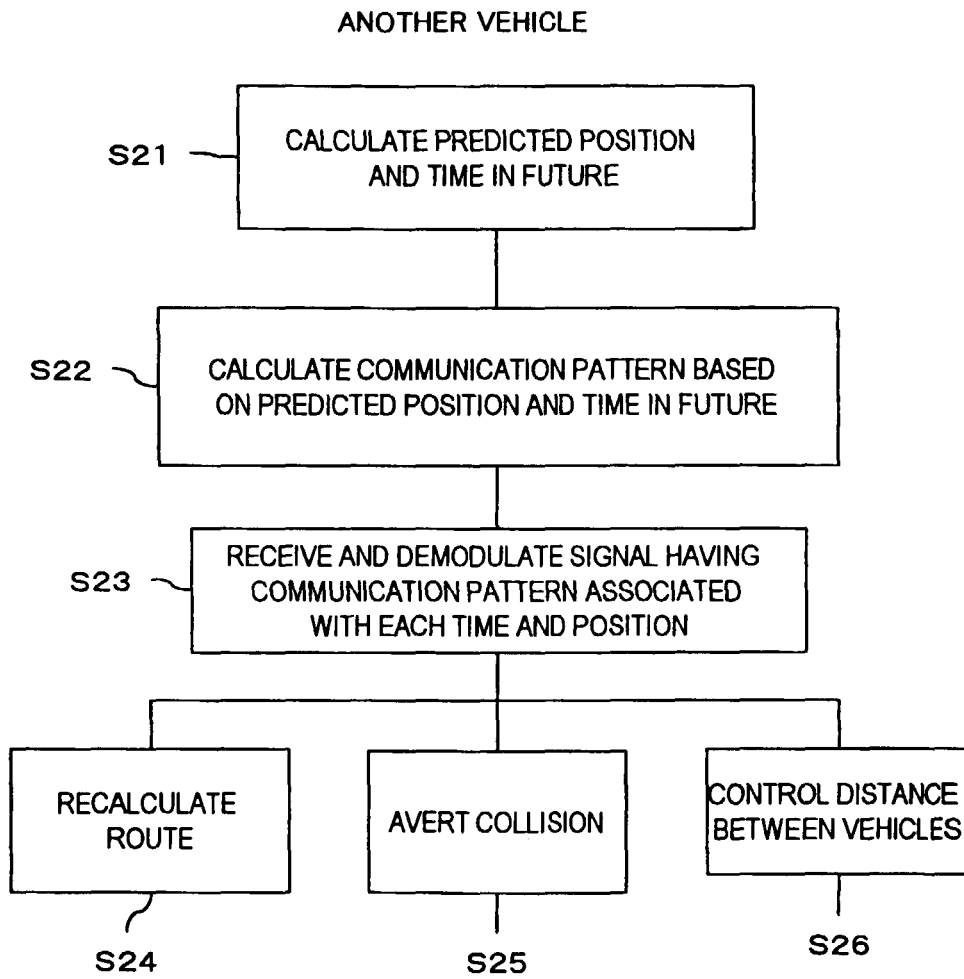 ANOTHER VEHICLE
S21
CALCULATE PREDICTED POSITION
AND TIME IN FUTURE
S22
CALCULATE COMMUNICATION PATTERN BASED
ON PREDICTED POSITION AND TIME IN FUTURE
S23
RECEIVE AND DEMODULATE SIGNAL HAVING
COMMUNICATION PATTERN ASSOCIATED
WITH EACH TIME AND POSITION
RECALCULATE
ROUTE
AVERT COLLISION
CONTROL DISTANCE
BETWEEN VEHICLES
S24
S25
S26